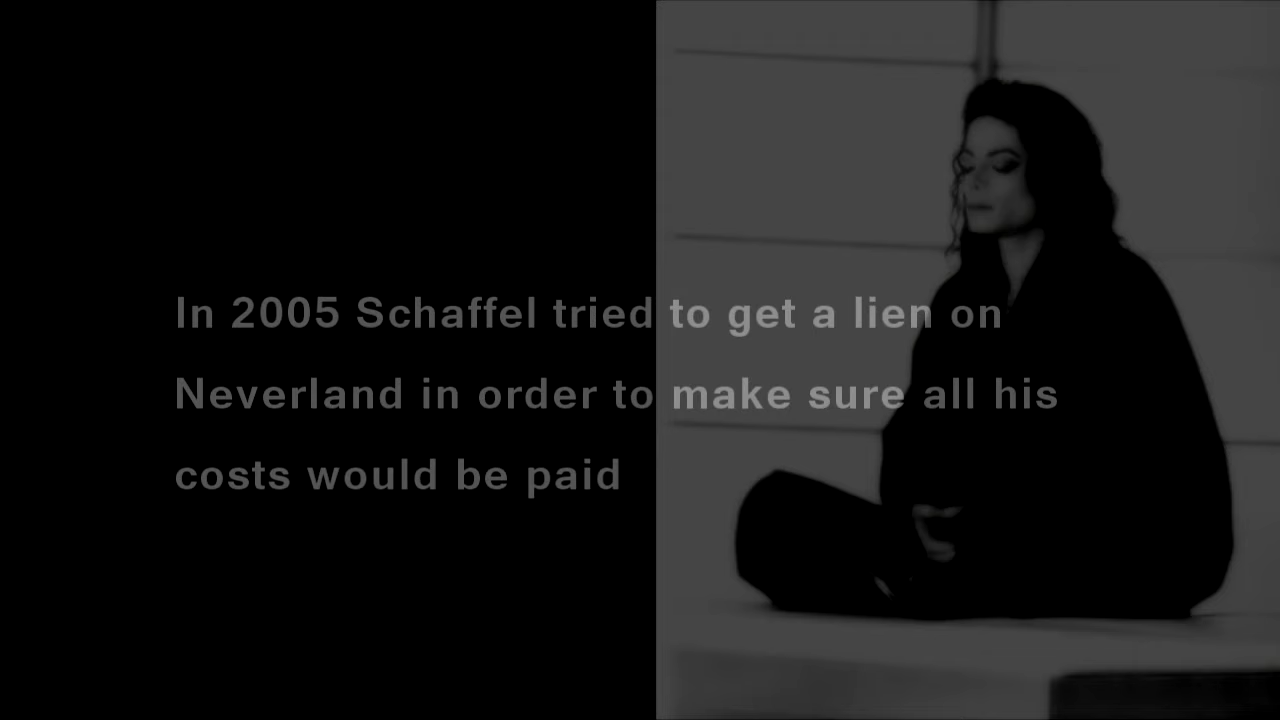 In 2005 Schaffel tried to get a lien on
Neverland in order to make sure all his
costs would be paid